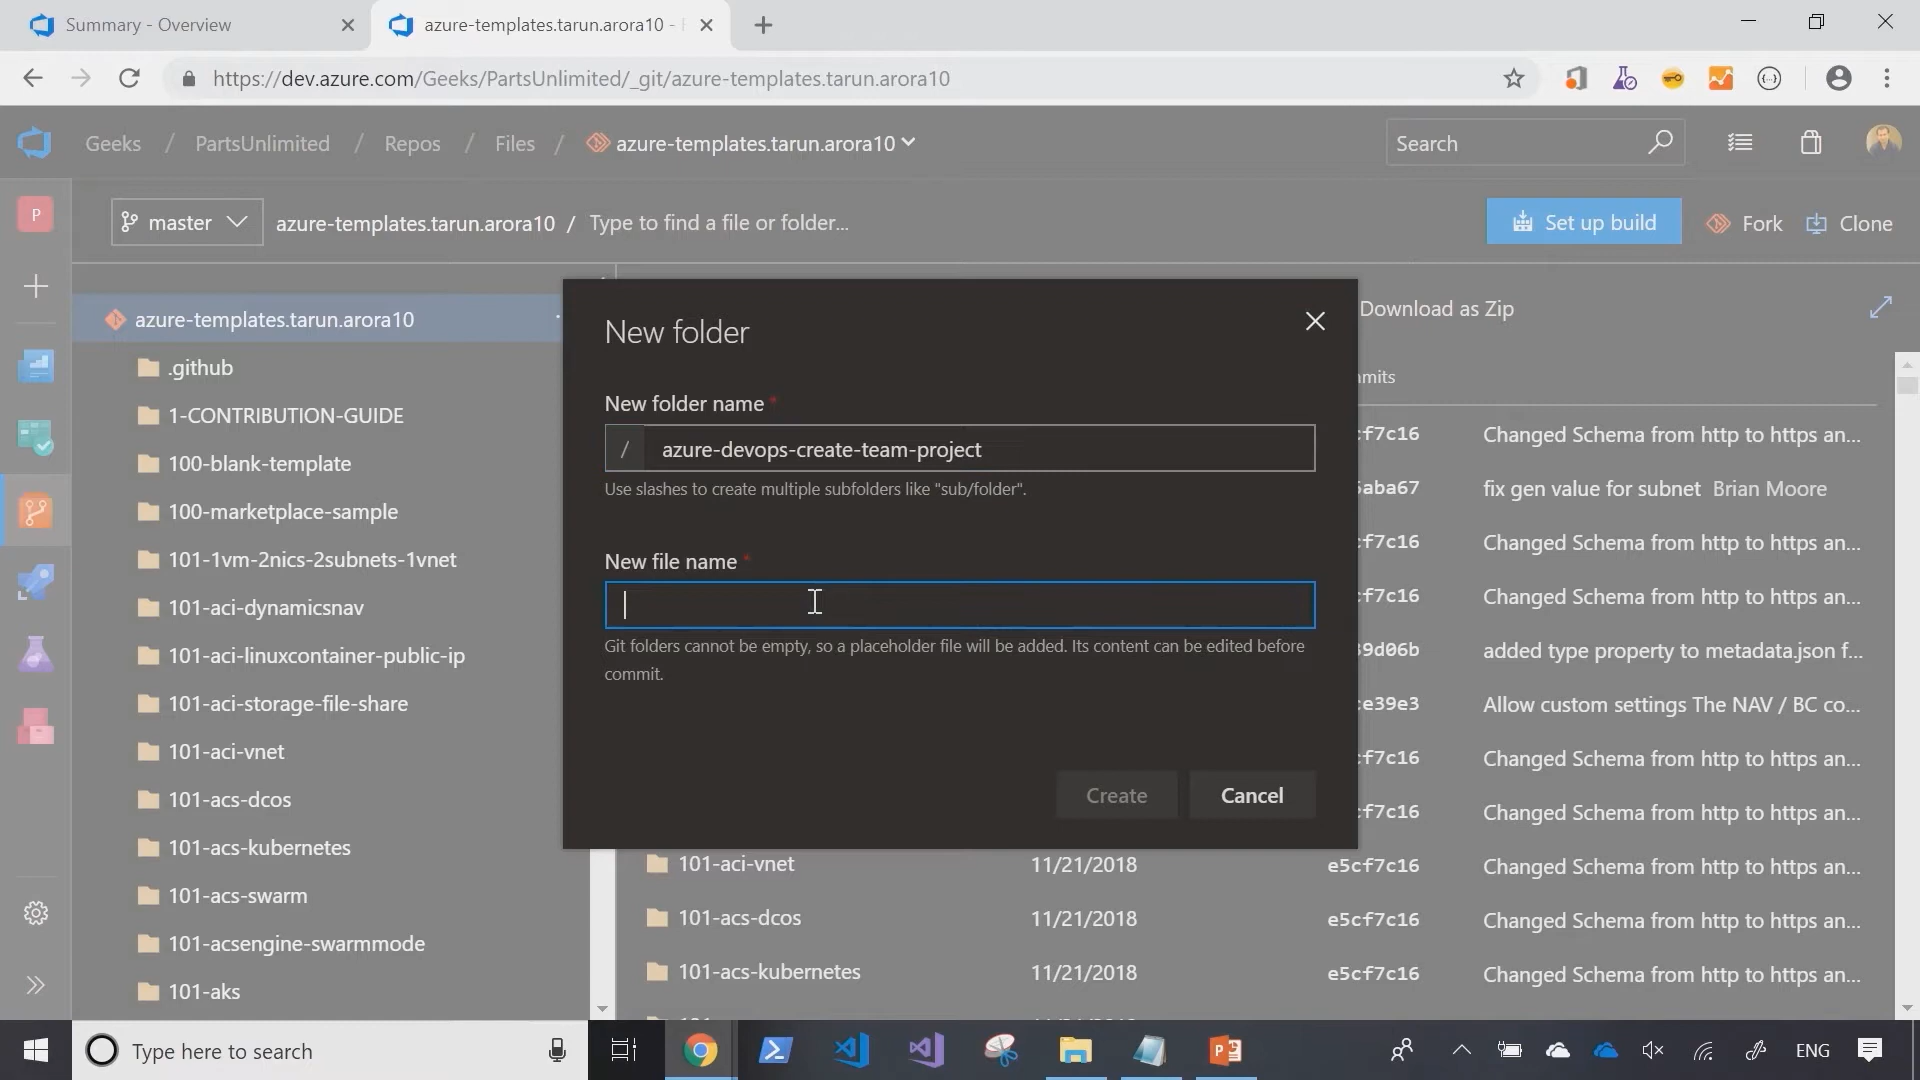 Summary - Overview
azure-templates.tarun.arora10 -
https://dev.azure.com/Geeks/PartsUnlimited/_git/azure-templates.tarun.arora10
Geeks / PartsUnlimited / Repos / Files / azure-templates.tarun.arora10
Search
P
master
azure-templates.tarun.arora10 / Type to find a file or folder...
Set up build
Fork
Clone
azure-templates.tarun.arora10
.github
1-CONTRIBUTION-GUIDE
100-blank-template
100-marketplace-sample
101-1vm-2nics-2subnets-1vnet
101-aci-dynamicsnav
101-aci-linuxcontainer-public-ip
101-aci-storage-file-share
101-aci-vnet
101-acs-dcos
101-acs-kubernetes
101-acs-swarm
101-acsengine-swarmmode
101-aks
New folder
New folder name *
/ azure-devops-create-team-project
Use slashes to create multiple subfolders like "sub/folder".
New file name *
Git folders cannot be empty, so a placeholder file will be added. Its content can be edited before
commit.
Create
Cancel
Download as Zip
mits
cf7c16 Changed Schema from http to https an...
5aba67 fix gen value for subnet Brian Moore
cf7c16 Changed Schema from http to https an...
cf7c16 Changed Schema from http to https an...
39d06b added type property to metadata.json f...
ce39e3 Allow custom settings The NAV / BC co...
cf7c16 Changed Schema from http to https an...
cf7c16 Changed Schema from http to https an...
101-aci-vnet 11/21/2018 e5cf7c16 Changed Schema from http to https an...
101-acs-dcos 11/21/2018 e5cf7c16 Changed Schema from http to https an...
101-acs-kubernetes 11/21/2018 e5cf7c16 Changed Schema from http to https an...
Type here to search
ENG